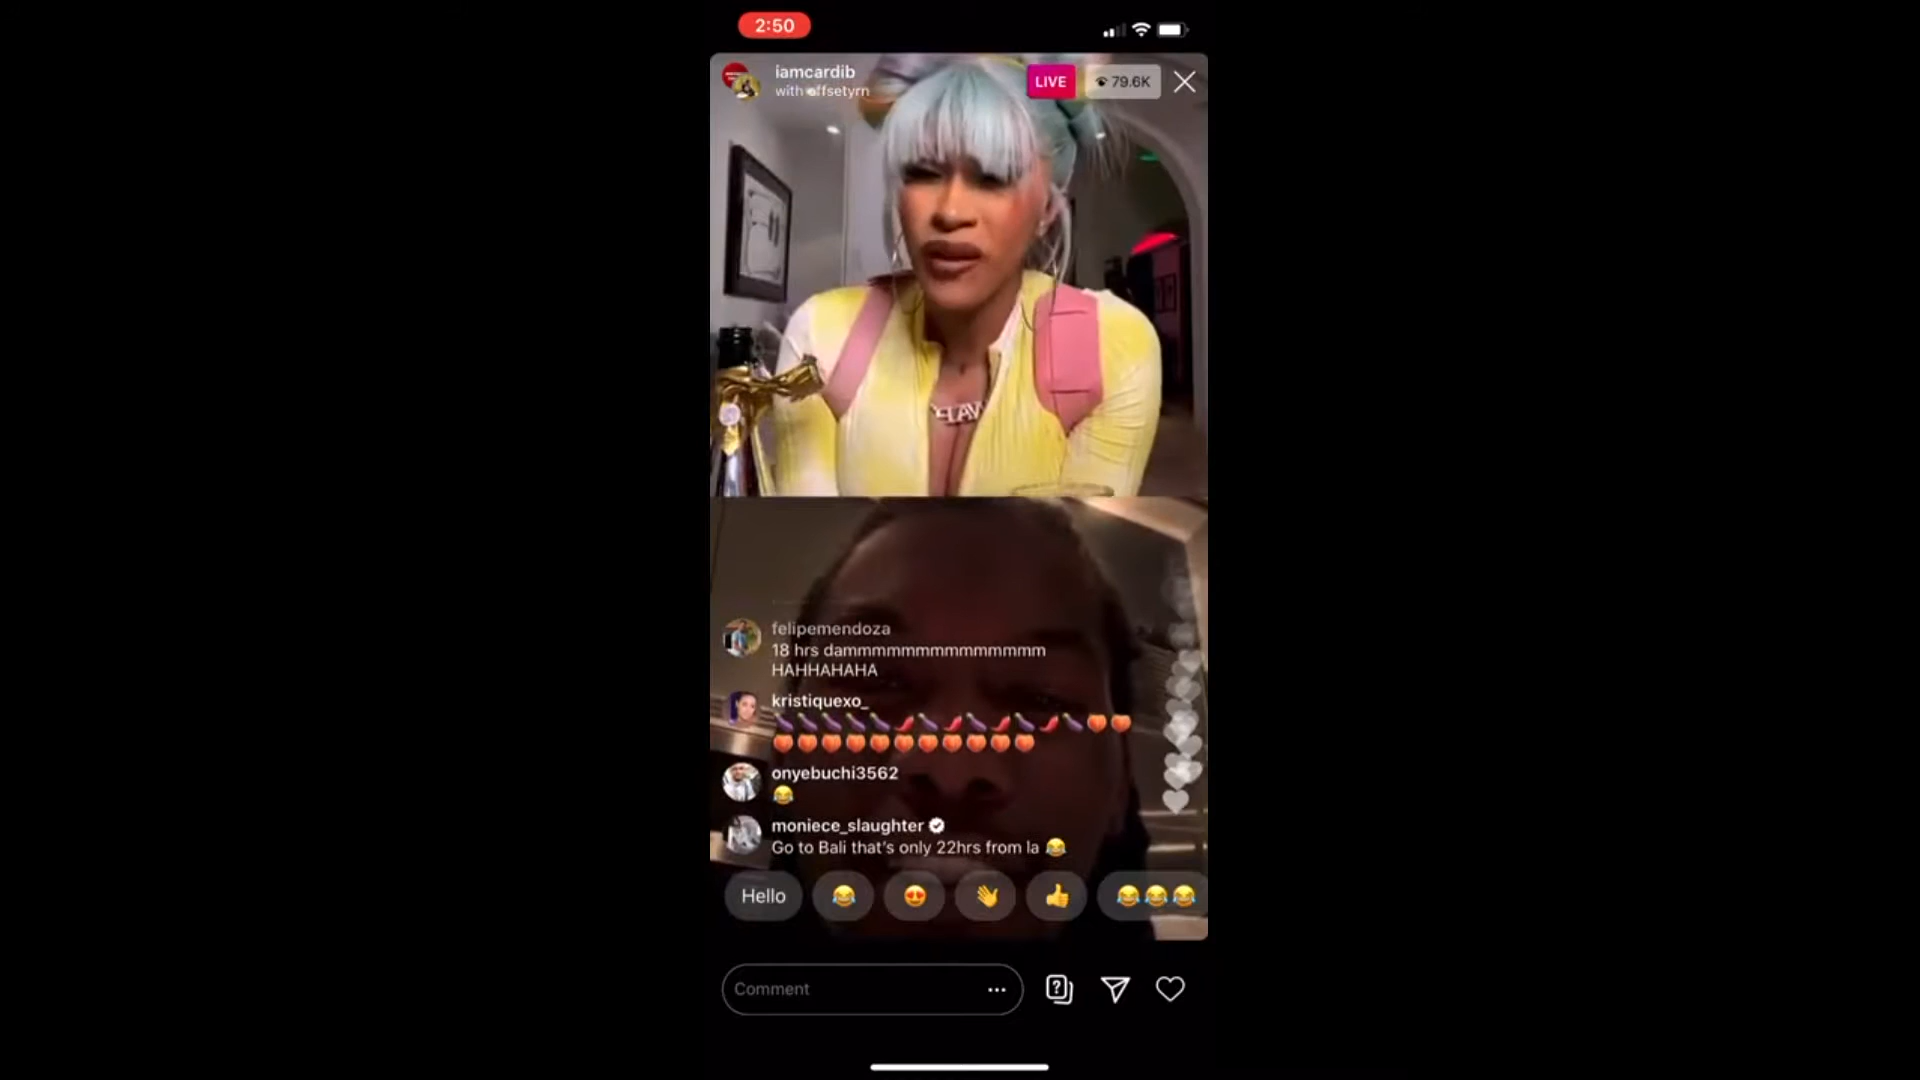 2:50
iamcardib
with offsetyrn
LIVE
79.6K
WAP
felipemendoza
18 hrs dammmmmmmmmmmmmm
HAHHAHAHA
kristiquexo_
🍆🍆🍆🍆🍆🌶️🍆🌶️🍆🌶️🍆🌶️🍆🍑🍑
🍑🍑🍑🍑🍑🍑🍑🍑🍑🍑🍑
onyebuchi3562
😂
moniece_slaughter
Go to Bali that's only 22hrs from la 😂
Hello 😂 😍 👋 👍 😂😂😂
Comment